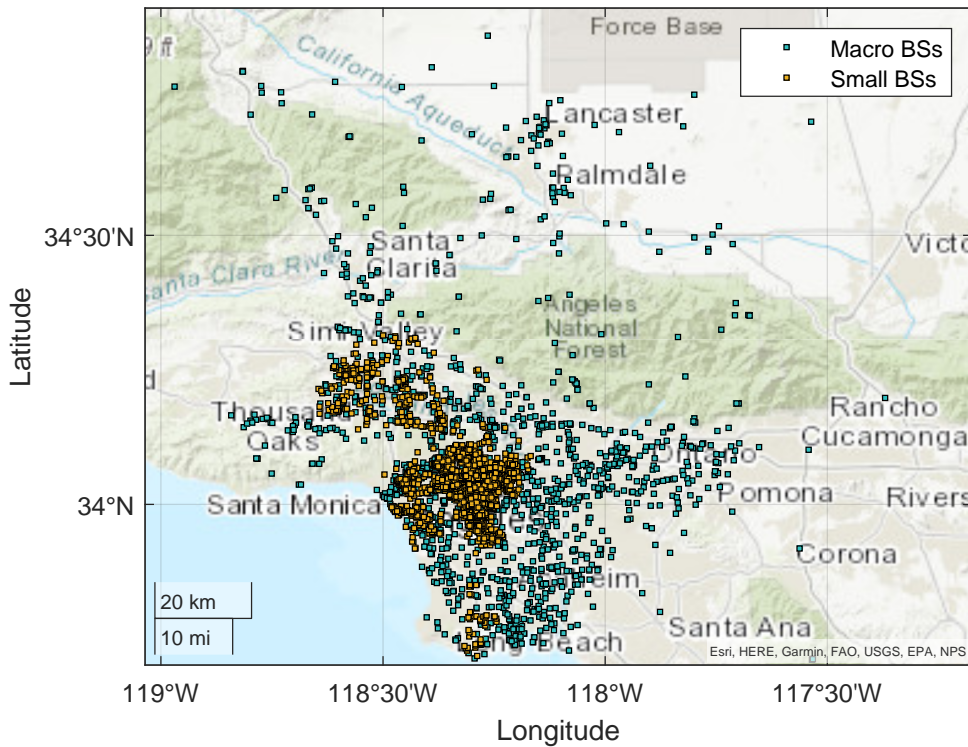 Force Base
9 ft
California Aqueduct
Macro BSs
Small BSs
Lancaster
Palmdale
34°30'N
Santa
Clarita
Victo
Santa Clara River
Angeles
National
Forest
Simi Valley
Latitude
d
Thousand
Oaks
Rancho
Cucamonga
Ontario
Santa Monica
34°N
Pomona
Rivers
Corona
Anaheim
20 km
10 mi
Long Beach
Santa Ana
Esri, HERE, Garmin, FAO, USGS, EPA, NPS
119°W
118°30'W
118°W
117°30'W
Longitude